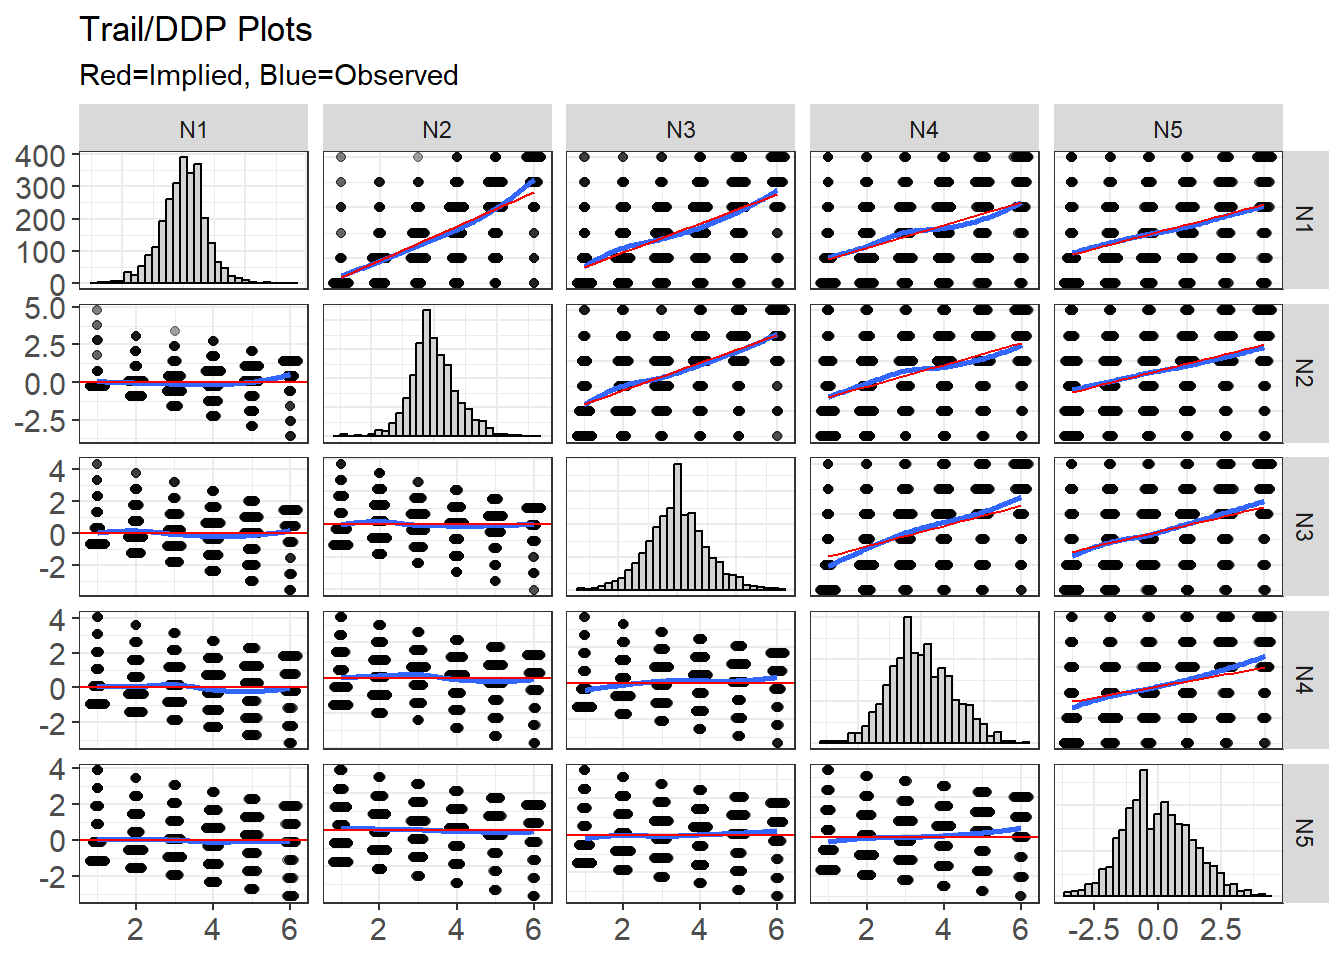 Trail/DDP Plots
Red=Implied, Blue=Observed
N1 N2 N3 N4 N5
400
300
200
100
0
N1
5.0
2.5
0.0
-2.5
N2
4
2
0
-2
N3
4
2
0
-2
N4
4
2
0
-2
N5
2 4 6 2 4 6 2 4 6 2 4 6 -2.5 0.0 2.5